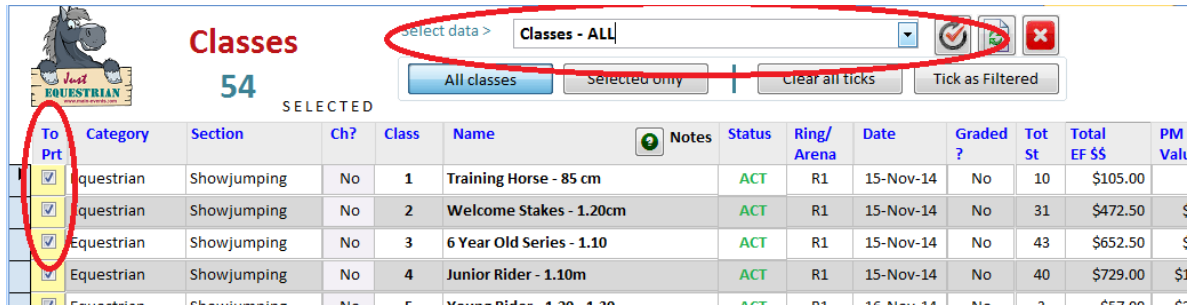 Select data > Classes - ALL
Classes
54
SELECTED
Just
EQUESTRIAN
All classes Selected only Clear all ticks Tick as Filtered
To Prt Category Section Ch? Class Name Notes Status Ring/ Arena Date Graded ? Tot St Total EF $$ PM
Equestrian Showjumping No 1 Training Horse - 85 cm ACT R1 15-Nov-14 No 10 $105.00
Equestrian Showjumping No 2 Welcome Stakes - 1.20cm ACT R1 15-Nov-14 No 31 $472.50 $
Equestrian Showjumping No 3 6 Year Old Series - 1.10 ACT R1 15-Nov-14 No 43 $652.50 $
Equestrian Showjumping No 4 Junior Rider - 1.10m ACT R1 15-Nov-14 No 40 $729.00 $1